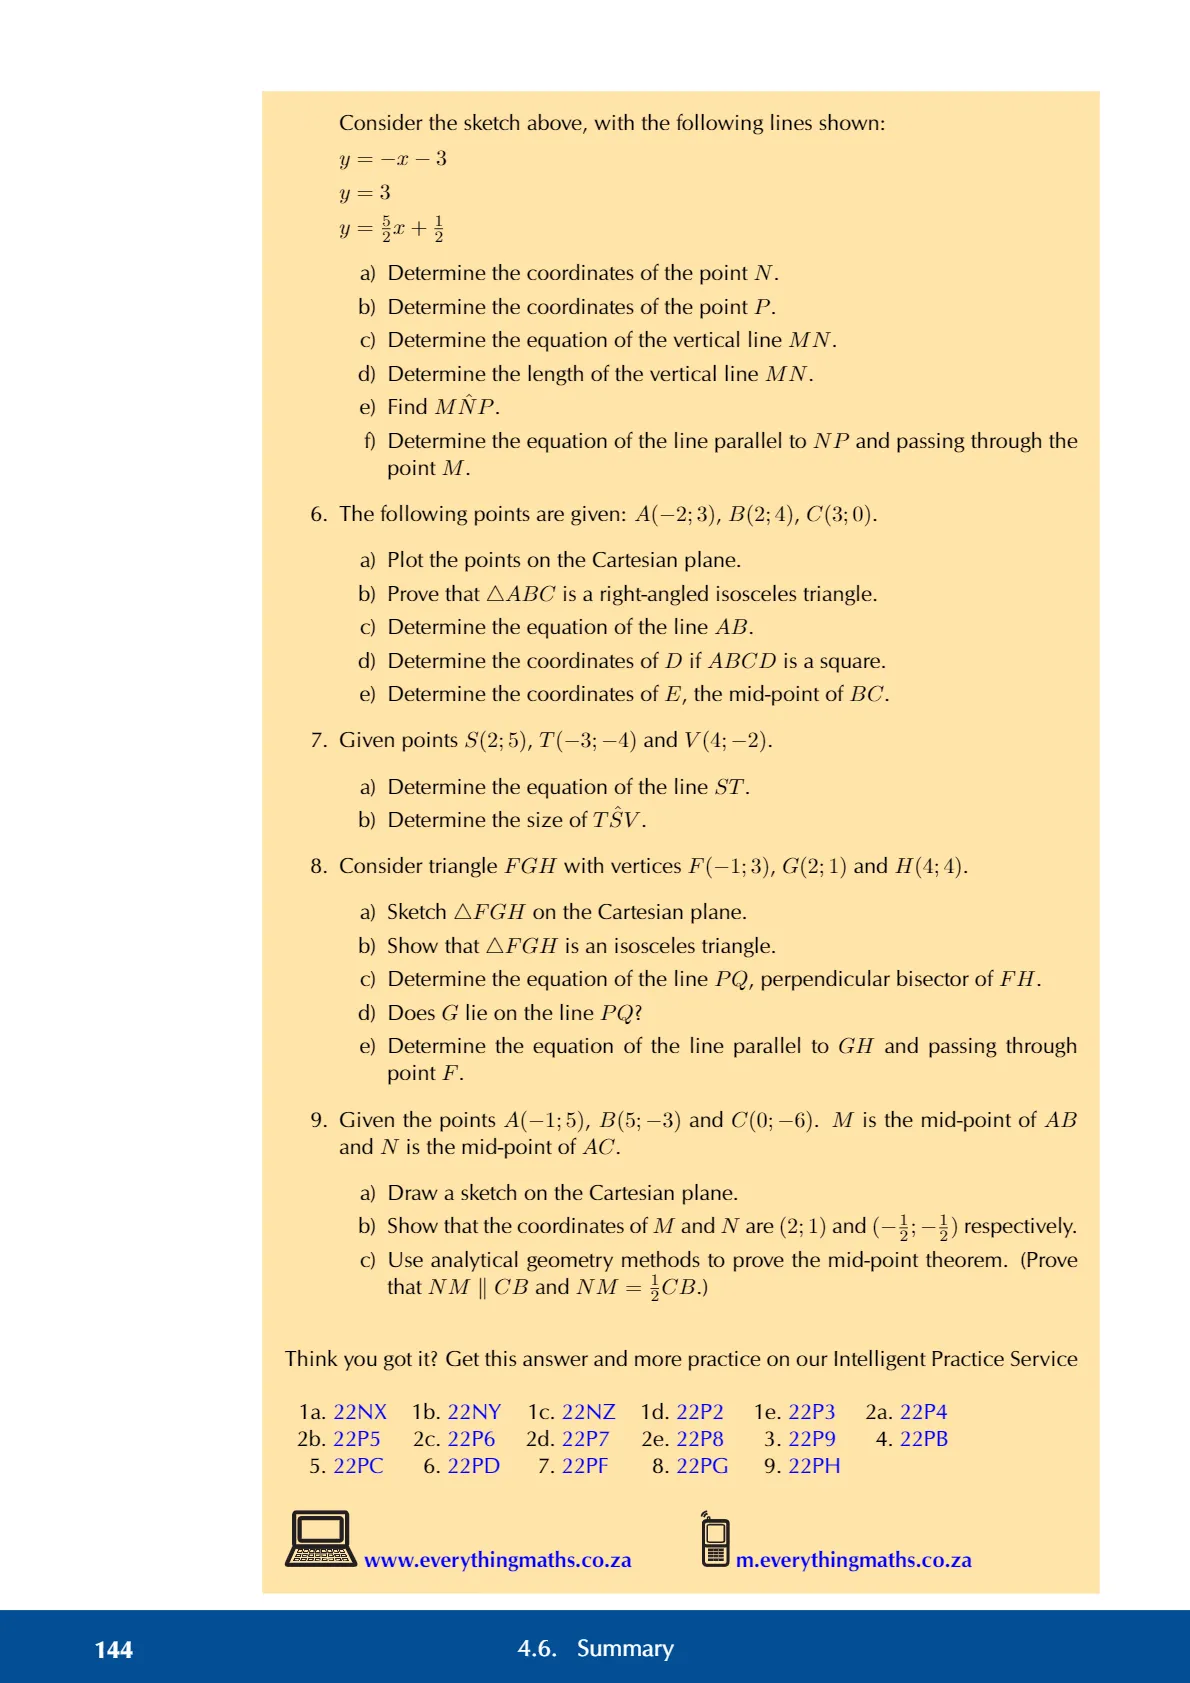 Consider the sketch above, with the following lines shown:
y = −x − 3
y = 3
y = 5/2x + 1/2
a) Determine the coordinates of the point N.
b) Determine the coordinates of the point P.
c) Determine the equation of the vertical line MN.
d) Determine the length of the vertical line MN.
e) Find MN̂P.
f) Determine the equation of the line parallel to NP and passing through the
point M.
6. The following points are given: A(−2; 3), B(2; 4), C(3; 0).
a) Plot the points on the Cartesian plane.
b) Prove that △ABC is a right-angled isosceles triangle.
c) Determine the equation of the line AB.
d) Determine the coordinates of D if ABCD is a square.
e) Determine the coordinates of E, the mid-point of BC.
7. Given points S(2; 5), T(−3; −4) and V(4; −2).
a) Determine the equation of the line ST.
b) Determine the size of TŜV.
8. Consider triangle FGH with vertices F(−1; 3), G(2; 1) and H(4; 4).
a) Sketch △FGH on the Cartesian plane.
b) Show that △FGH is an isosceles triangle.
c) Determine the equation of the line PQ, perpendicular bisector of FH.
d) Does G lie on the line PQ?
e) Determine the equation of the line parallel to GH and passing through
point F.
9. Given the points A(−1; 5), B(5; −3) and C(0; −6). M is the mid-point of AB
and N is the mid-point of AC.
a) Draw a sketch on the Cartesian plane.
b) Show that the coordinates of M and N are (2; 1) and (−1/2; −1/2) respectively.
c) Use analytical geometry methods to prove the mid-point theorem. (Prove
that NM ∥ CB and NM = 1/2CB.)
Think you got it? Get this answer and more practice on our Intelligent Practice Service
1a. 22NX 1b. 22NY 1c. 22NZ 1d. 22P2 1e. 22P3 2a. 22P4
2b. 22P5 2c. 22P6 2d. 22P7 2e. 22P8 3. 22P9 4. 22PB
5. 22PC 6. 22PD 7. 22PF 8. 22PG 9. 22PH
www.everythingmaths.co.za m.everythingmaths.co.za
144 4.6. Summary